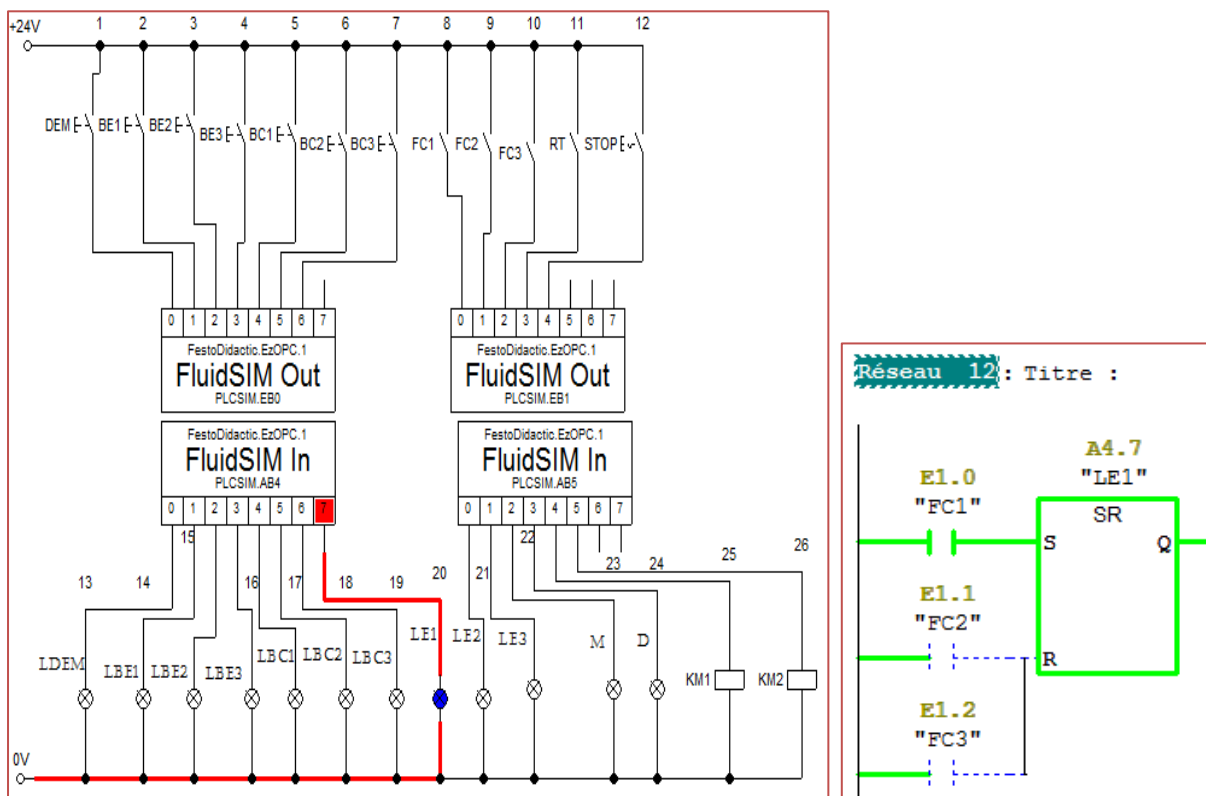 +24V 1 2 3 4 5 6 7 8 9 10 11 12
DEM BE1 BE2 BE3 BC1 BC2 BC3 FC1 FC2 FC3 RT STOP
0 1 2 3 4 5 6 7
FestoDidactic.EzOPC.1
FluidSIM Out
PLCSIM.EB0
0 1 2 3 4 5 6 7
FestoDidactic.EzOPC.1
FluidSIM Out
PLCSIM.EB1
FestoDidactic.EzOPC.1
FluidSIM In
PLCSIM.AB4
0 1 2 3 4 5 6 7
FestoDidactic.EzOPC.1
FluidSIM In
PLCSIM.AB5
0 1 2 3 4 5 6 7
13 14 15 16 17 18 19 20 21 22 23 24 25 26
LDEM LBE1 LBE2 LBE3 LBC1 LBC2 LBC3 LE1 LE2 LE3 M D KM1 KM2
0V
Réseau 12 : Titre :
A4.7
"LE1"
E1.0
"FC1"
SR
S Q
E1.1
"FC2"
R
E1.2
"FC3"